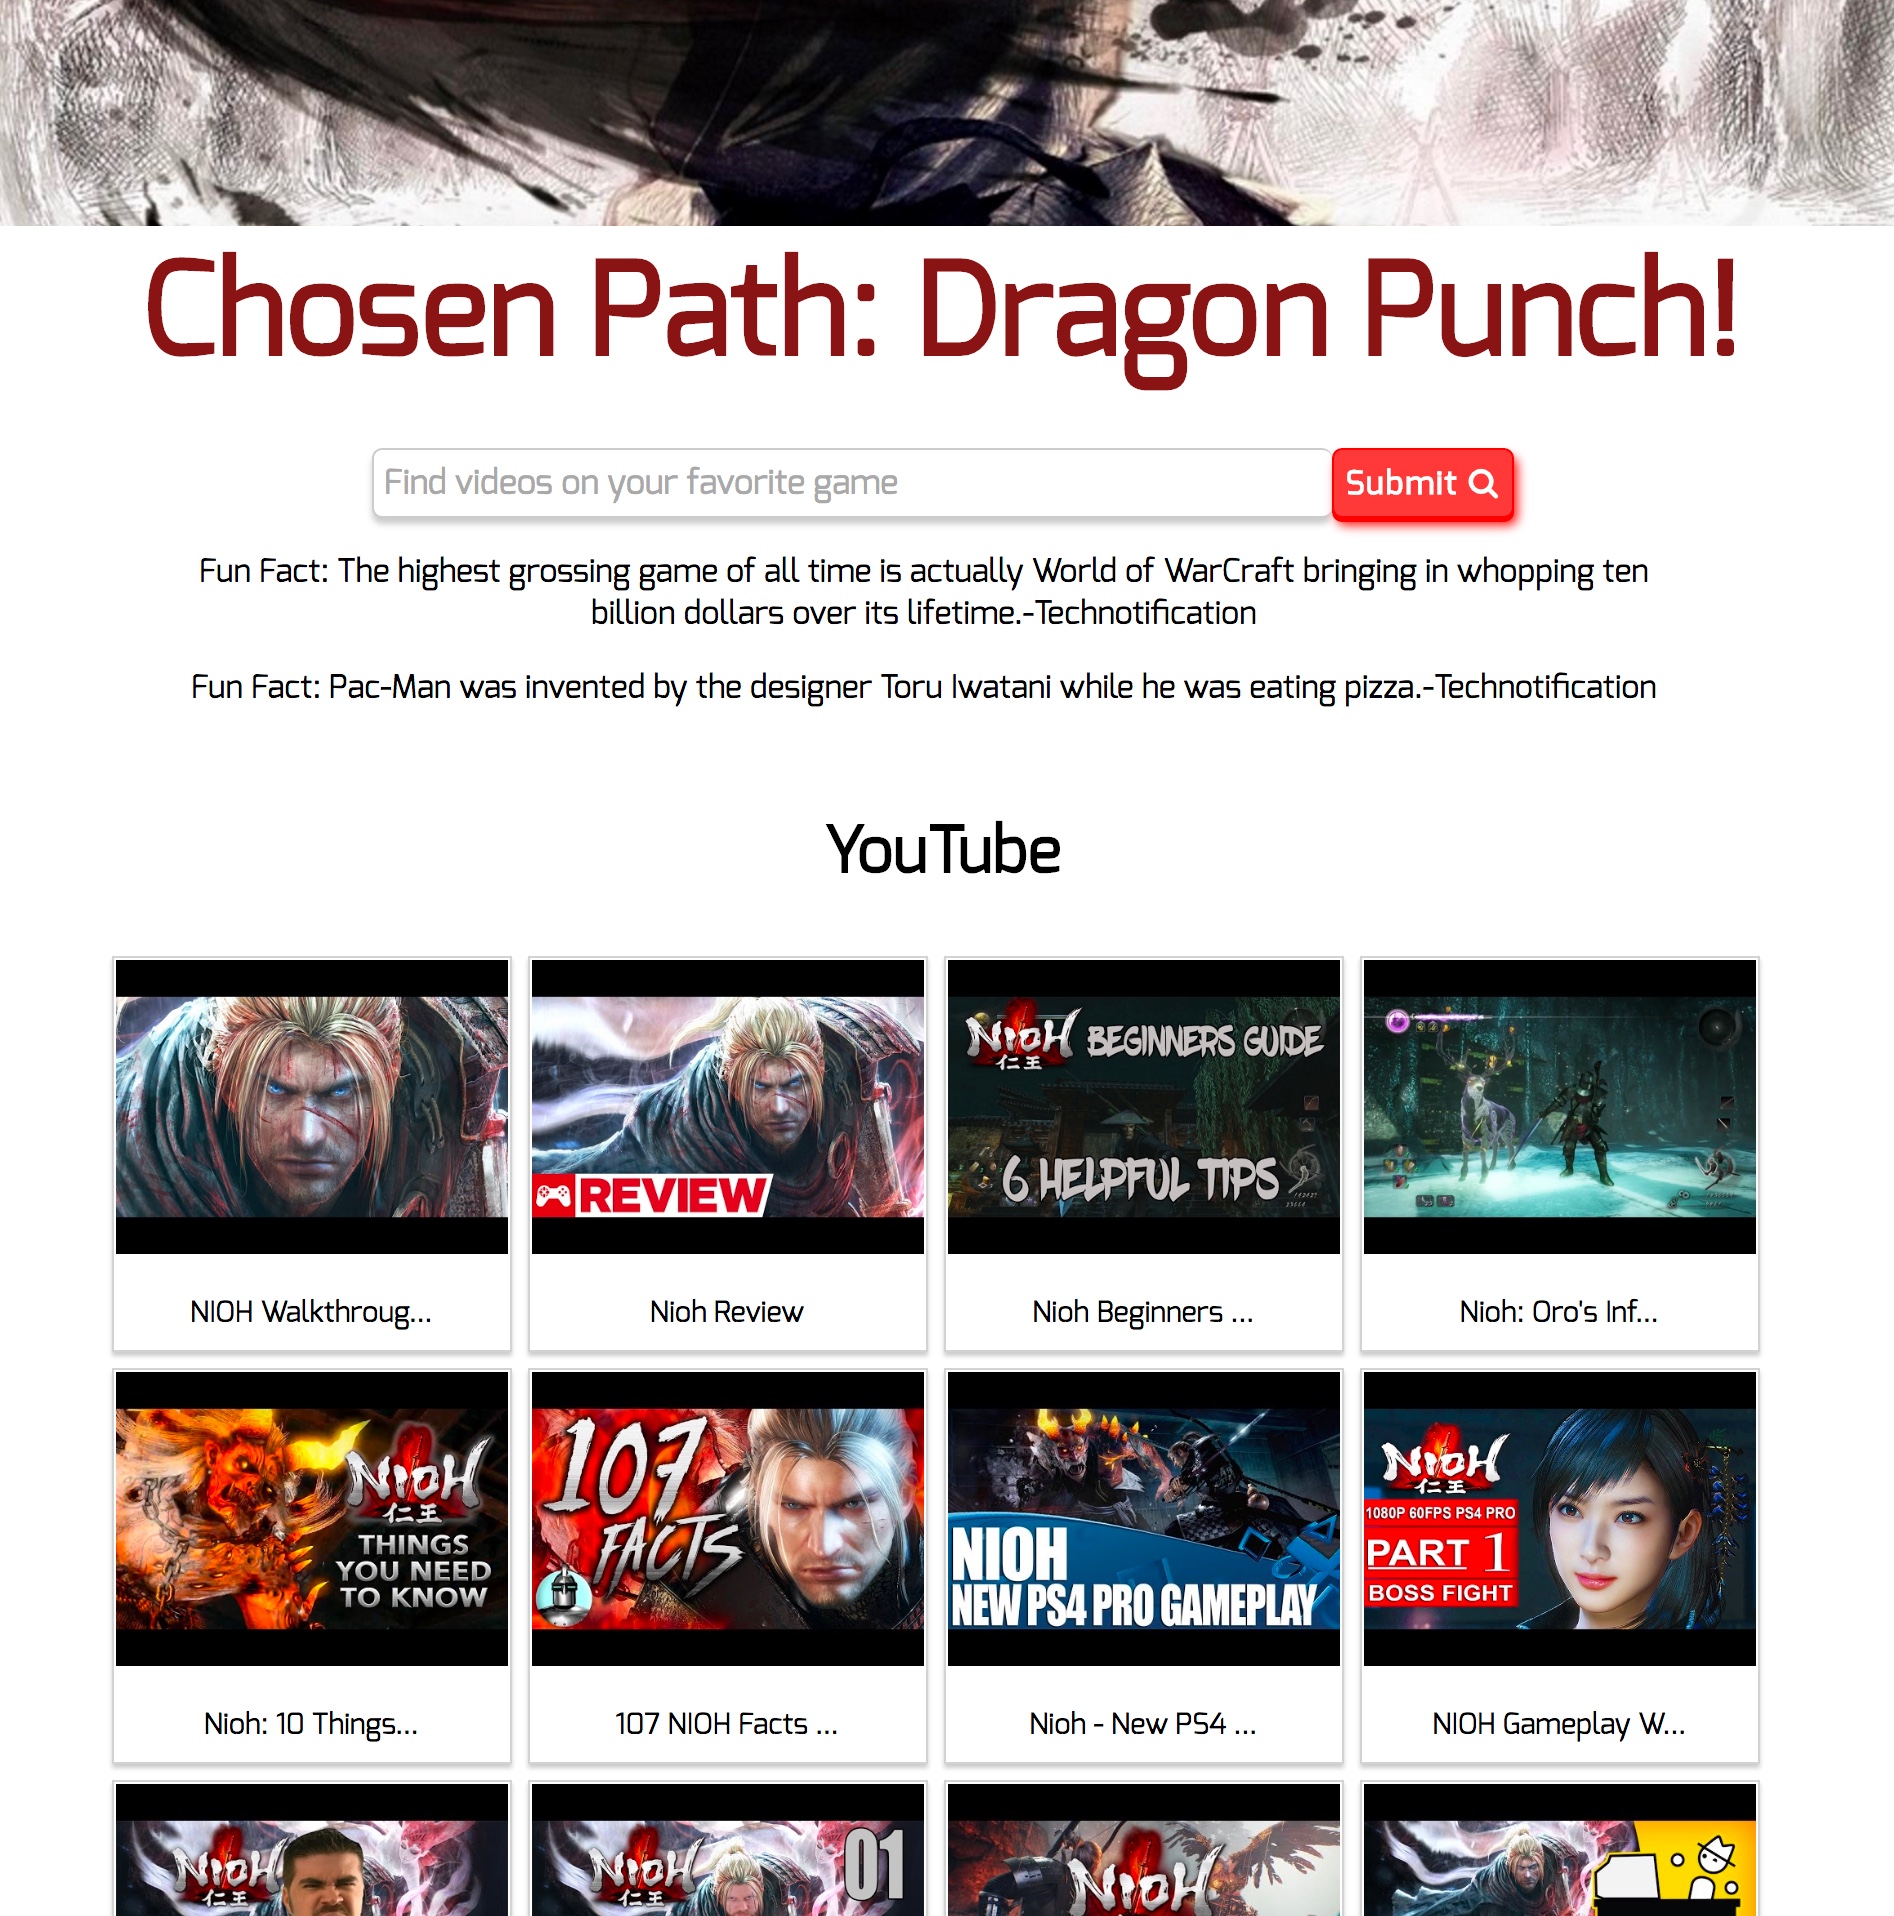 Chosen Path: Dragon Punch!
Find videos on your favorite game
Submit
Fun Fact: The highest grossing game of all time is actually World of WarCraft bringing in whopping ten
billion dollars over its lifetime.-Technotification
Fun Fact: Pac-Man was invented by the designer Toru Iwatani while he was eating pizza.-Technotification
YouTube
REVIEW
NIOH
仁王
BEGINNERS GUIDE
6 HELPFUL TIPS
NIOH Walkthroug...
Nioh Review
Nioh Beginners ...
Nioh: Oro's Inf...
NIOH
仁王
THINGS
YOU NEED
TO KNOW
107
FACTS
NIOH
NEW PS4 PRO GAMEPLAY
NIOH
仁王
1080P 60FPS PS4 PRO
PART 1
BOSS FIGHT
Nioh: 10 Things...
107 NIOH Facts ...
Nioh - New PS4 ...
NIOH Gameplay W...
NIOH
仁王
NIOH
仁王
01
NIOH